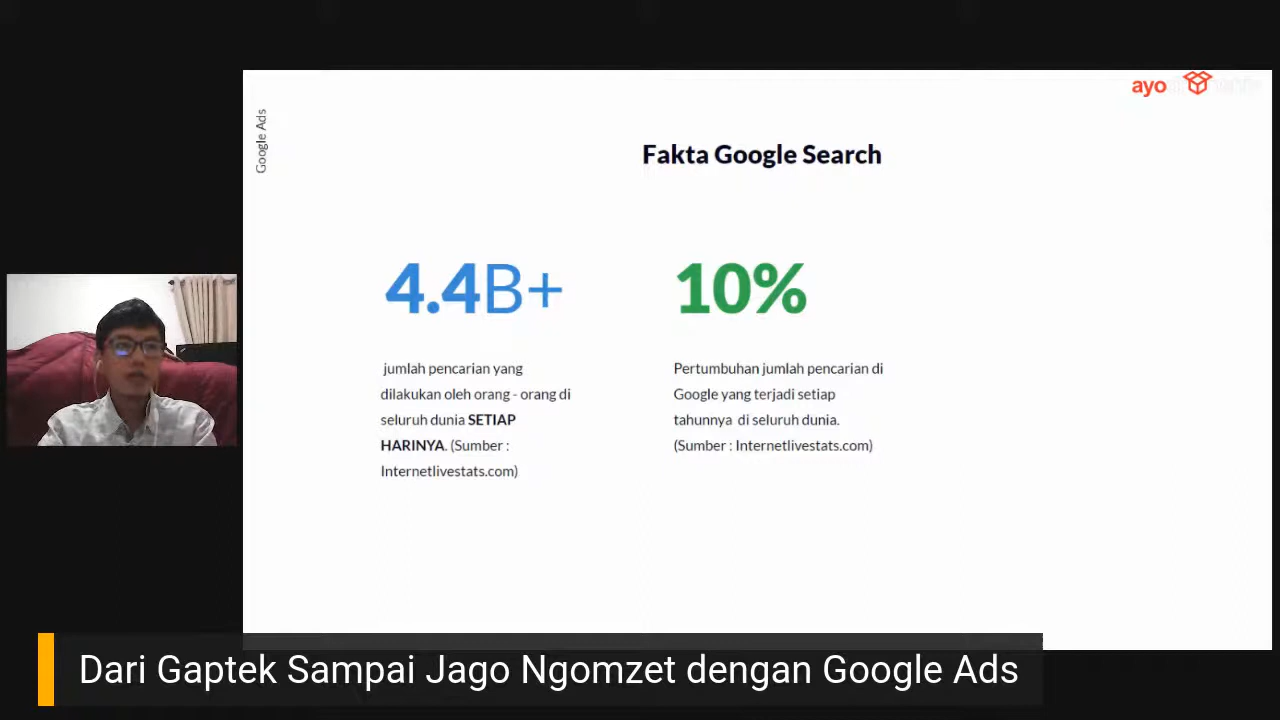 ayo
Google Ads
Fakta Google Search
4.4B+
jumlah pencarian yang
dilakukan oleh orang - orang di
seluruh dunia SETIAP
HARINYA. (Sumber :
Internetlivestats.com)
10%
Pertumbuhan jumlah pencarian di
Google yang terjadi setiap
tahunnya di seluruh dunia.
(Sumber : Internetlivestats.com)
Dari Gaptek Sampai Jago Ngomzet dengan Google Ads